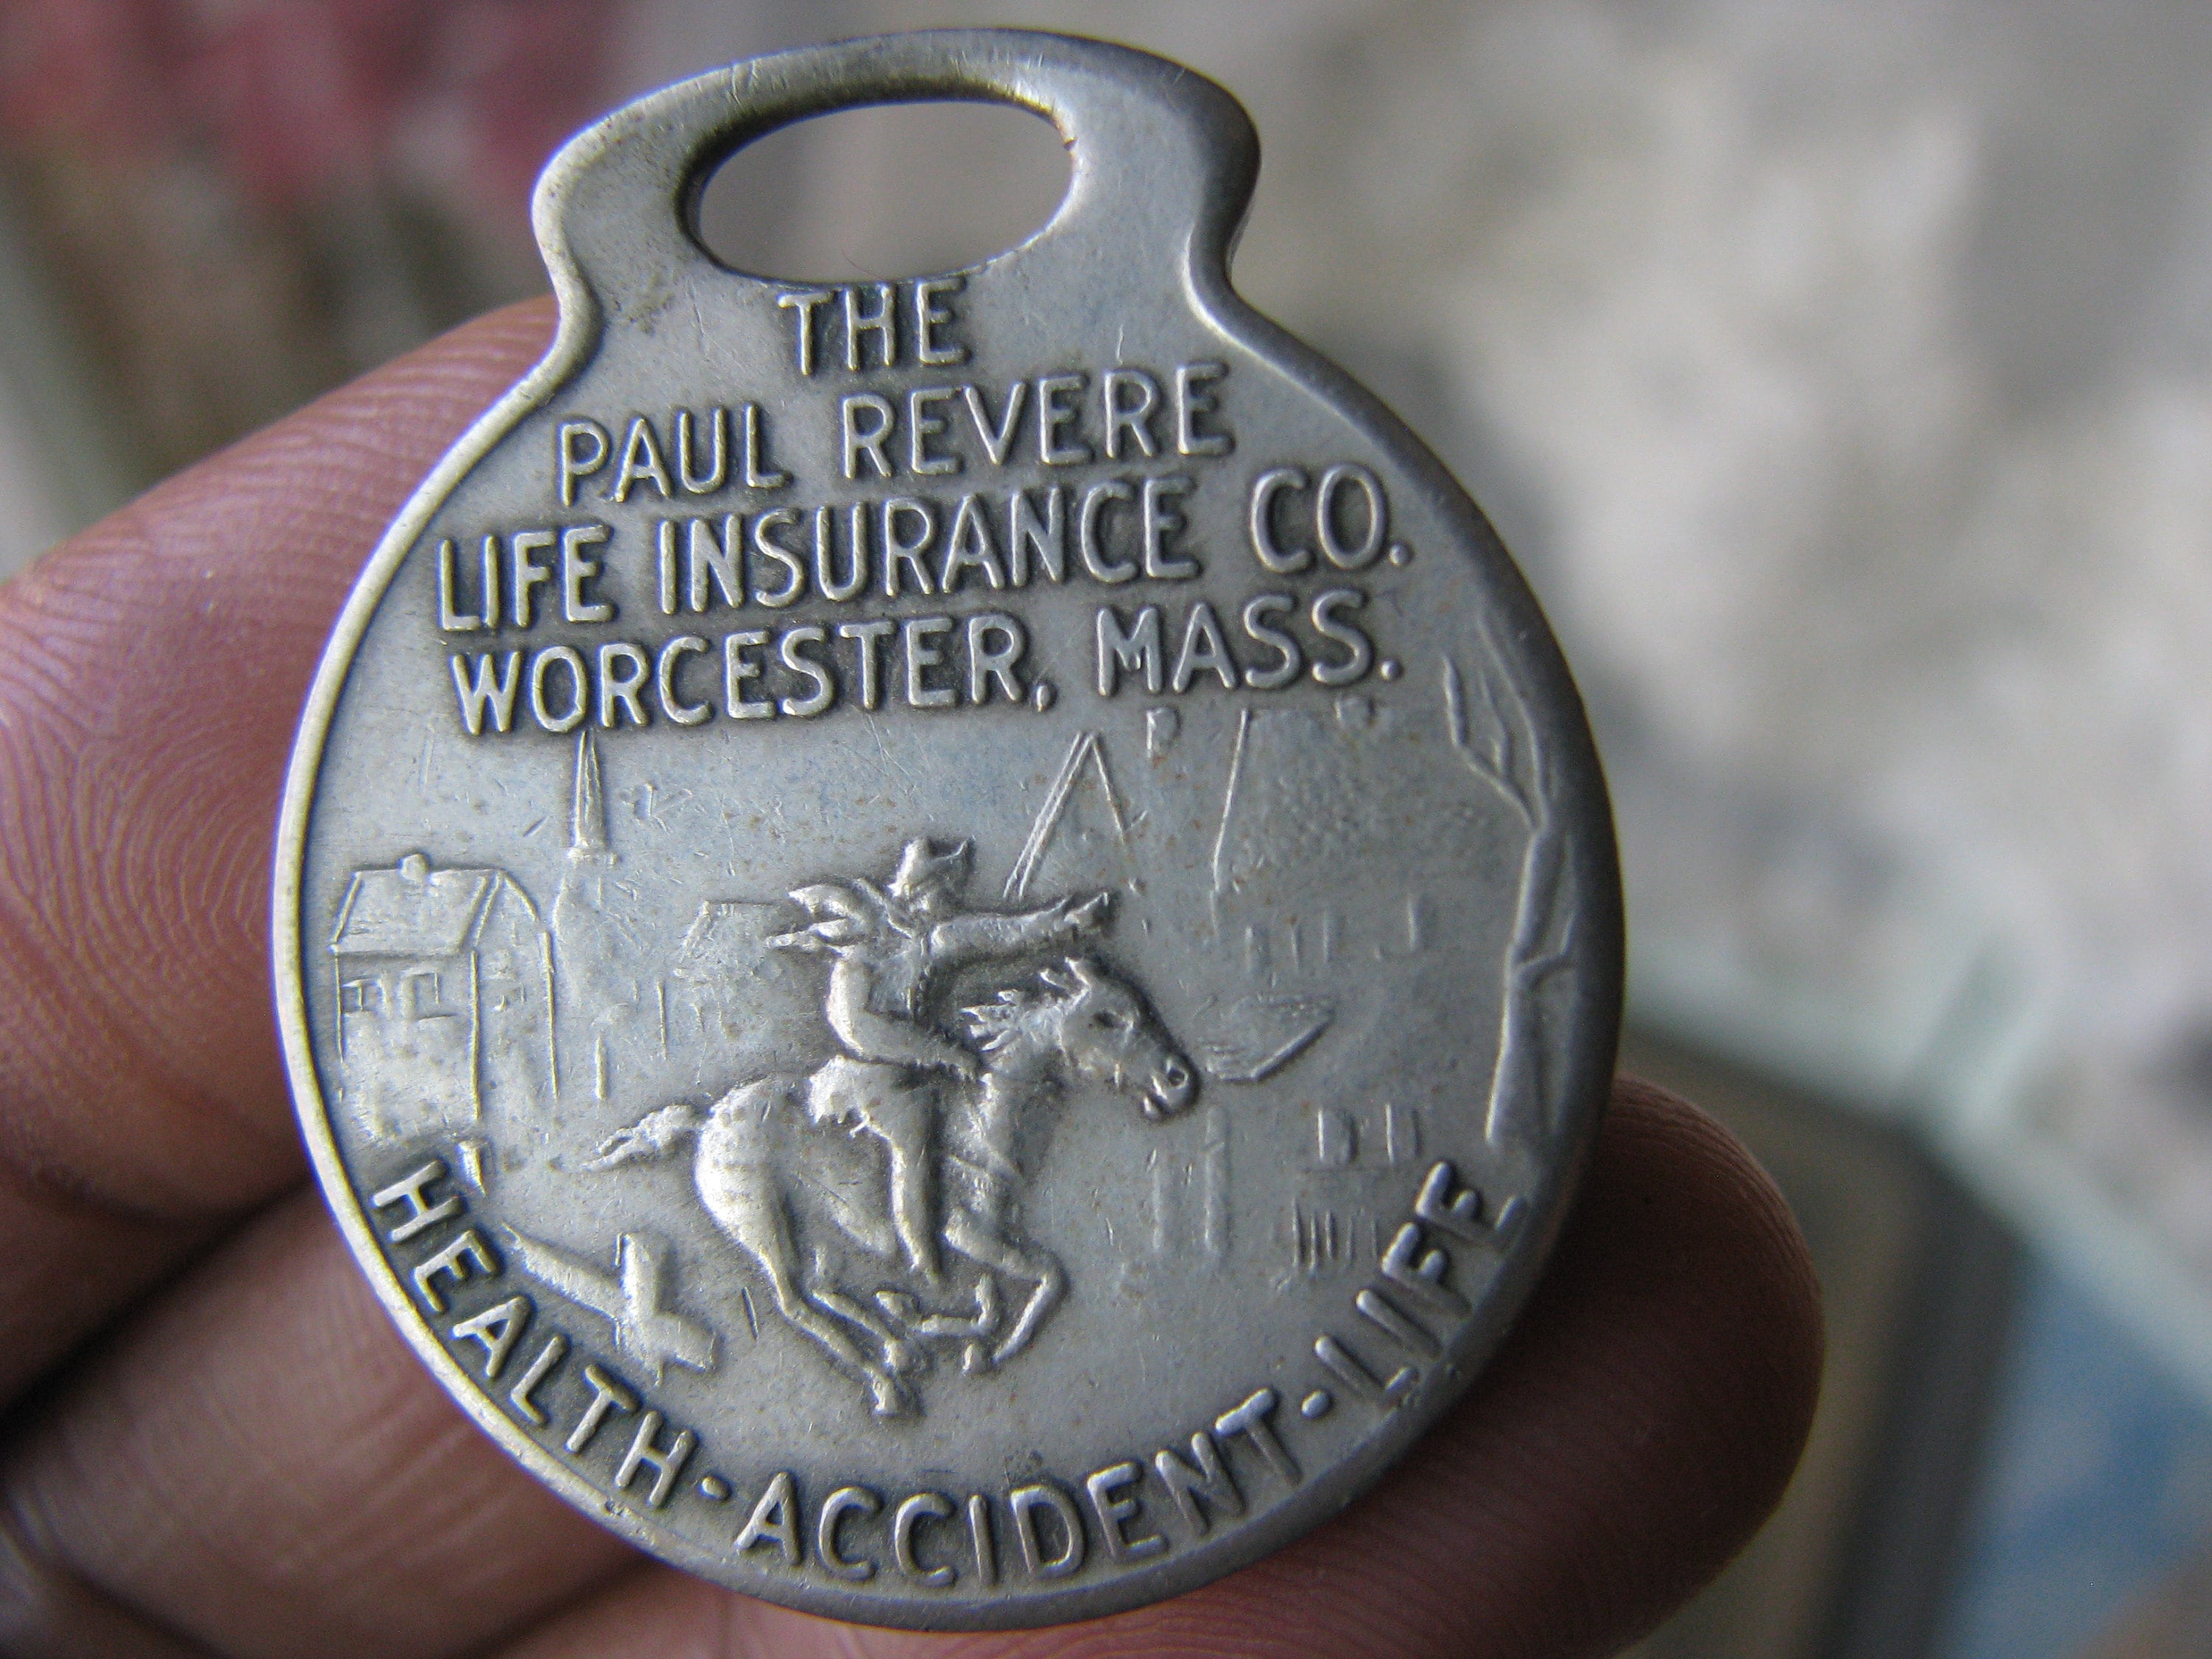 THE
PAUL REVERE
LIFE INSURANCE CO.
WORCESTER, MASS.
HEALTH-ACCIDENT-LIFE